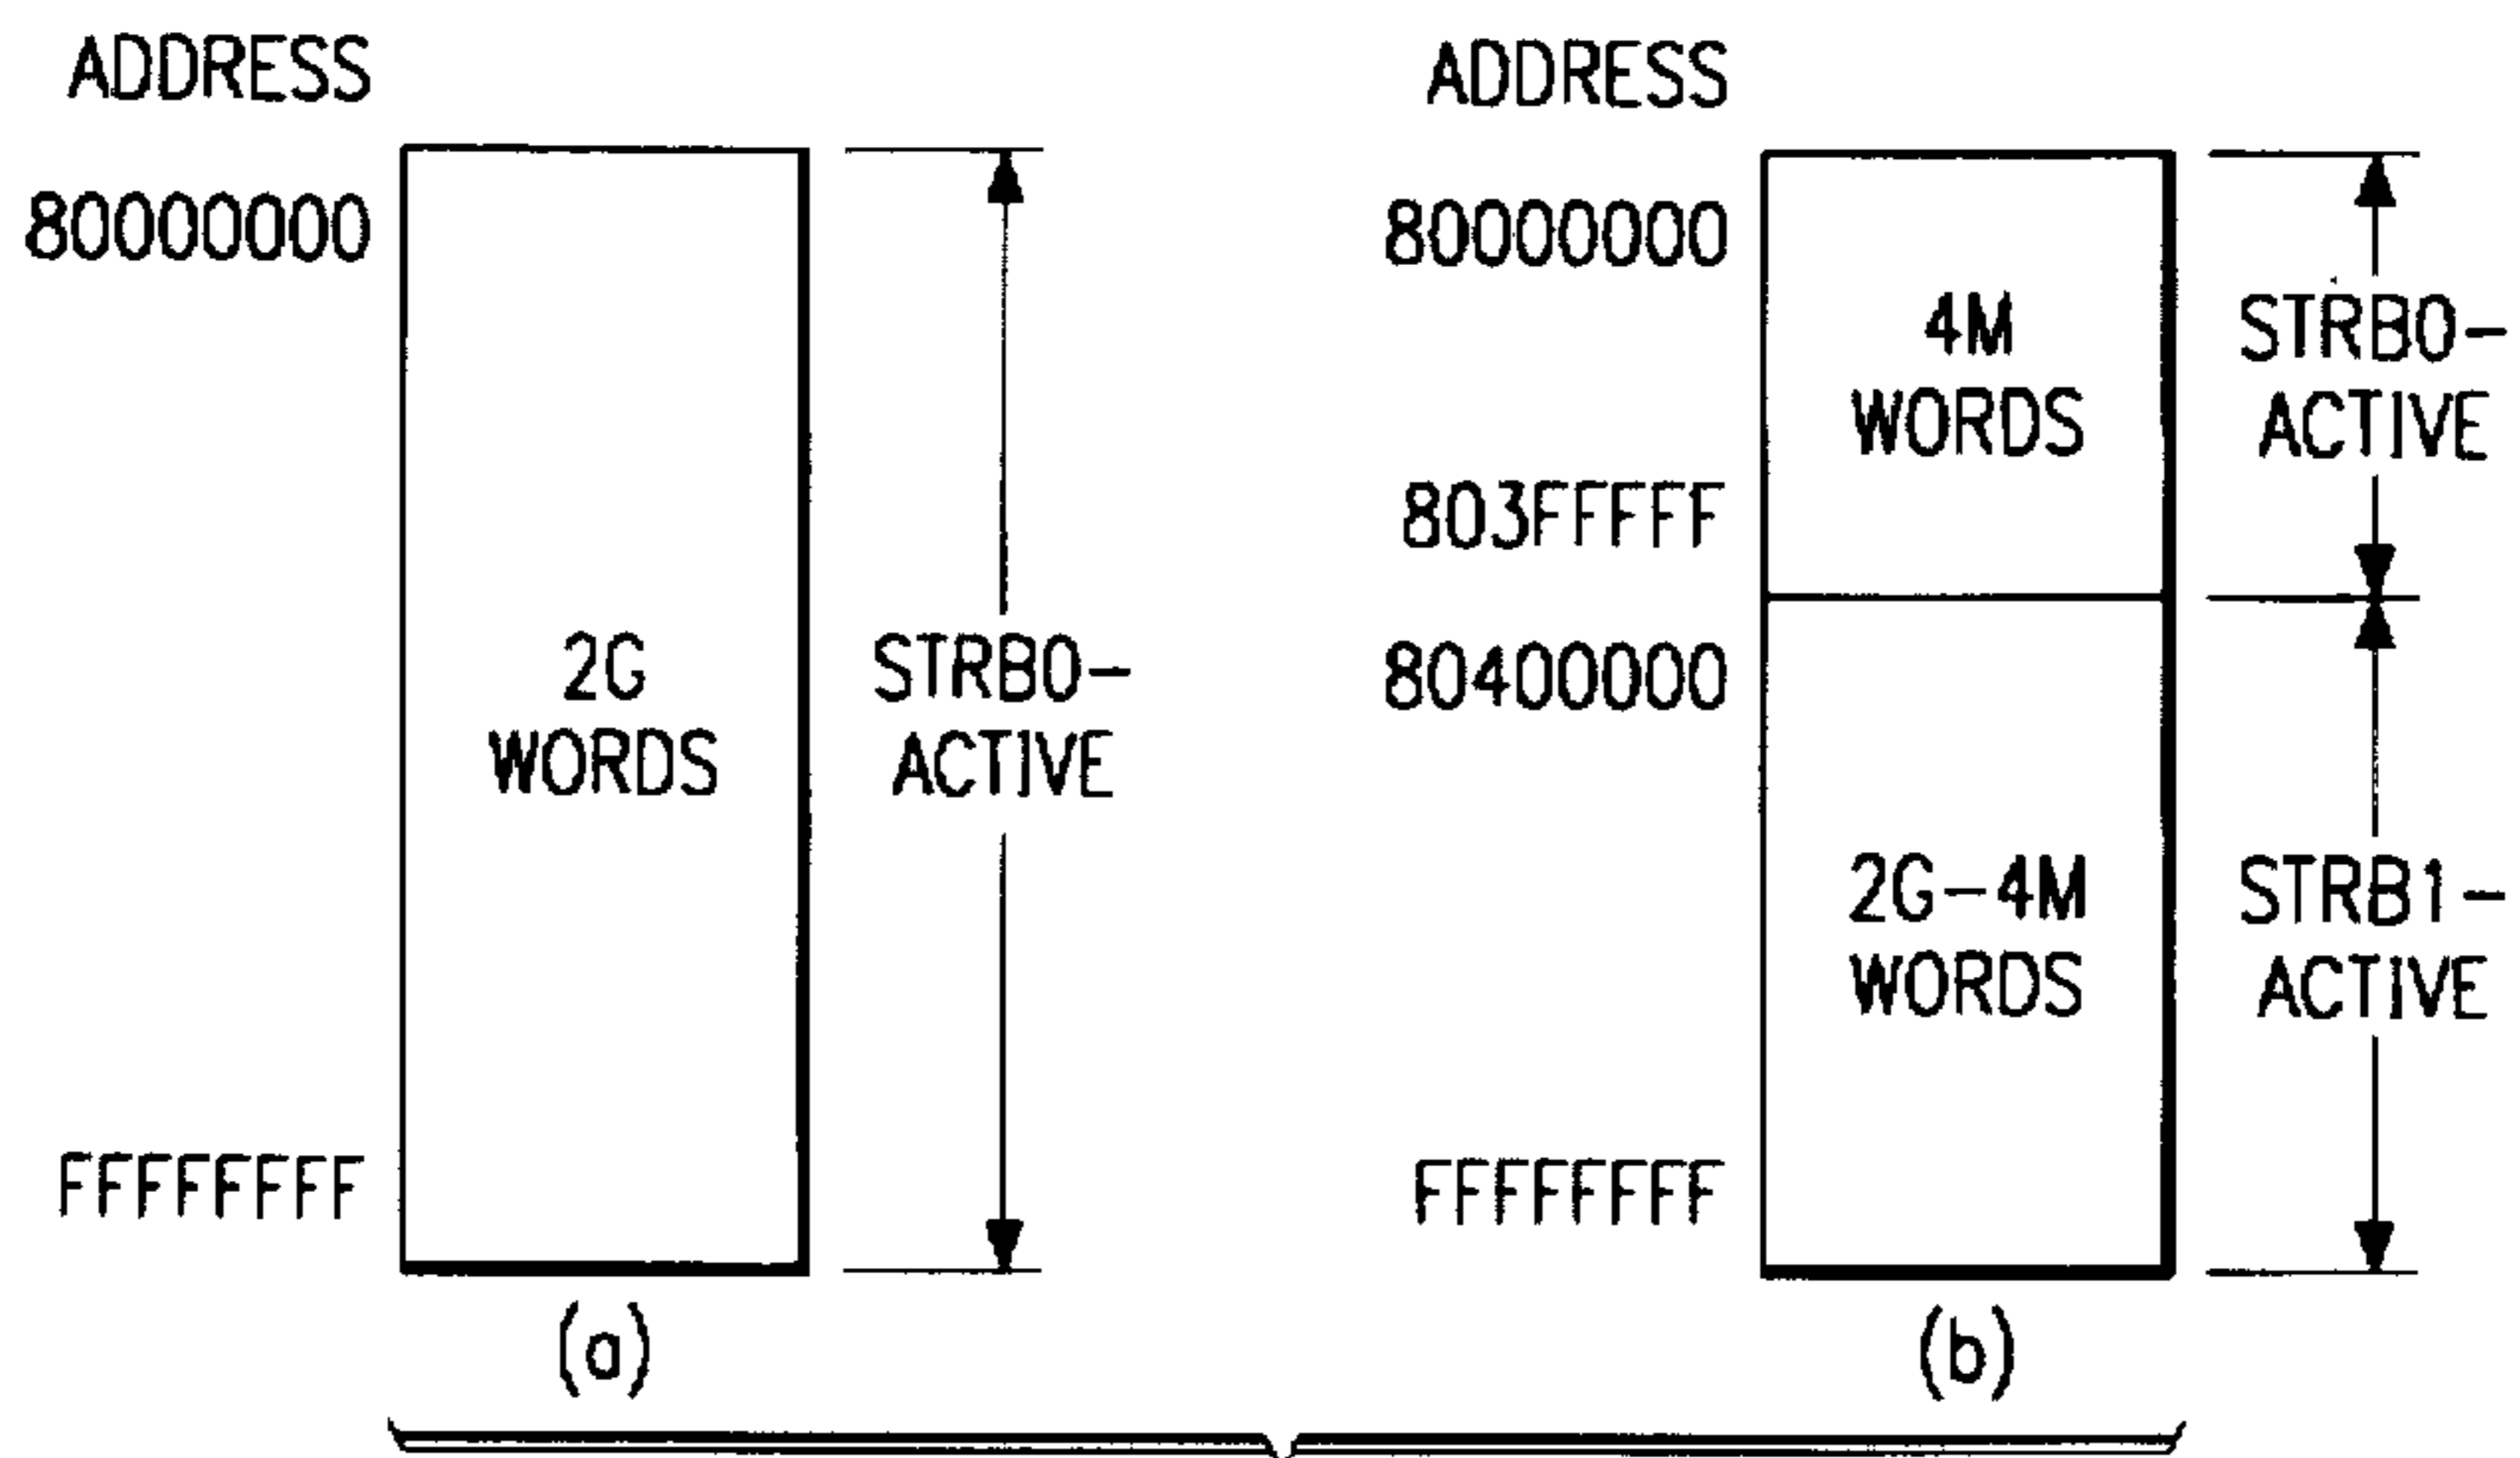 ADDRESS
80000000
2G
WORDS
STRB0-
ACTIVE
FFFFFFFF
(a)
ADDRESS
80000000
4M
WORDS
STRB0-
ACTIVE
803FFFFF
80400000
2G-4M
WORDS
STRB1-
ACTIVE
FFFFFFFF
(b)